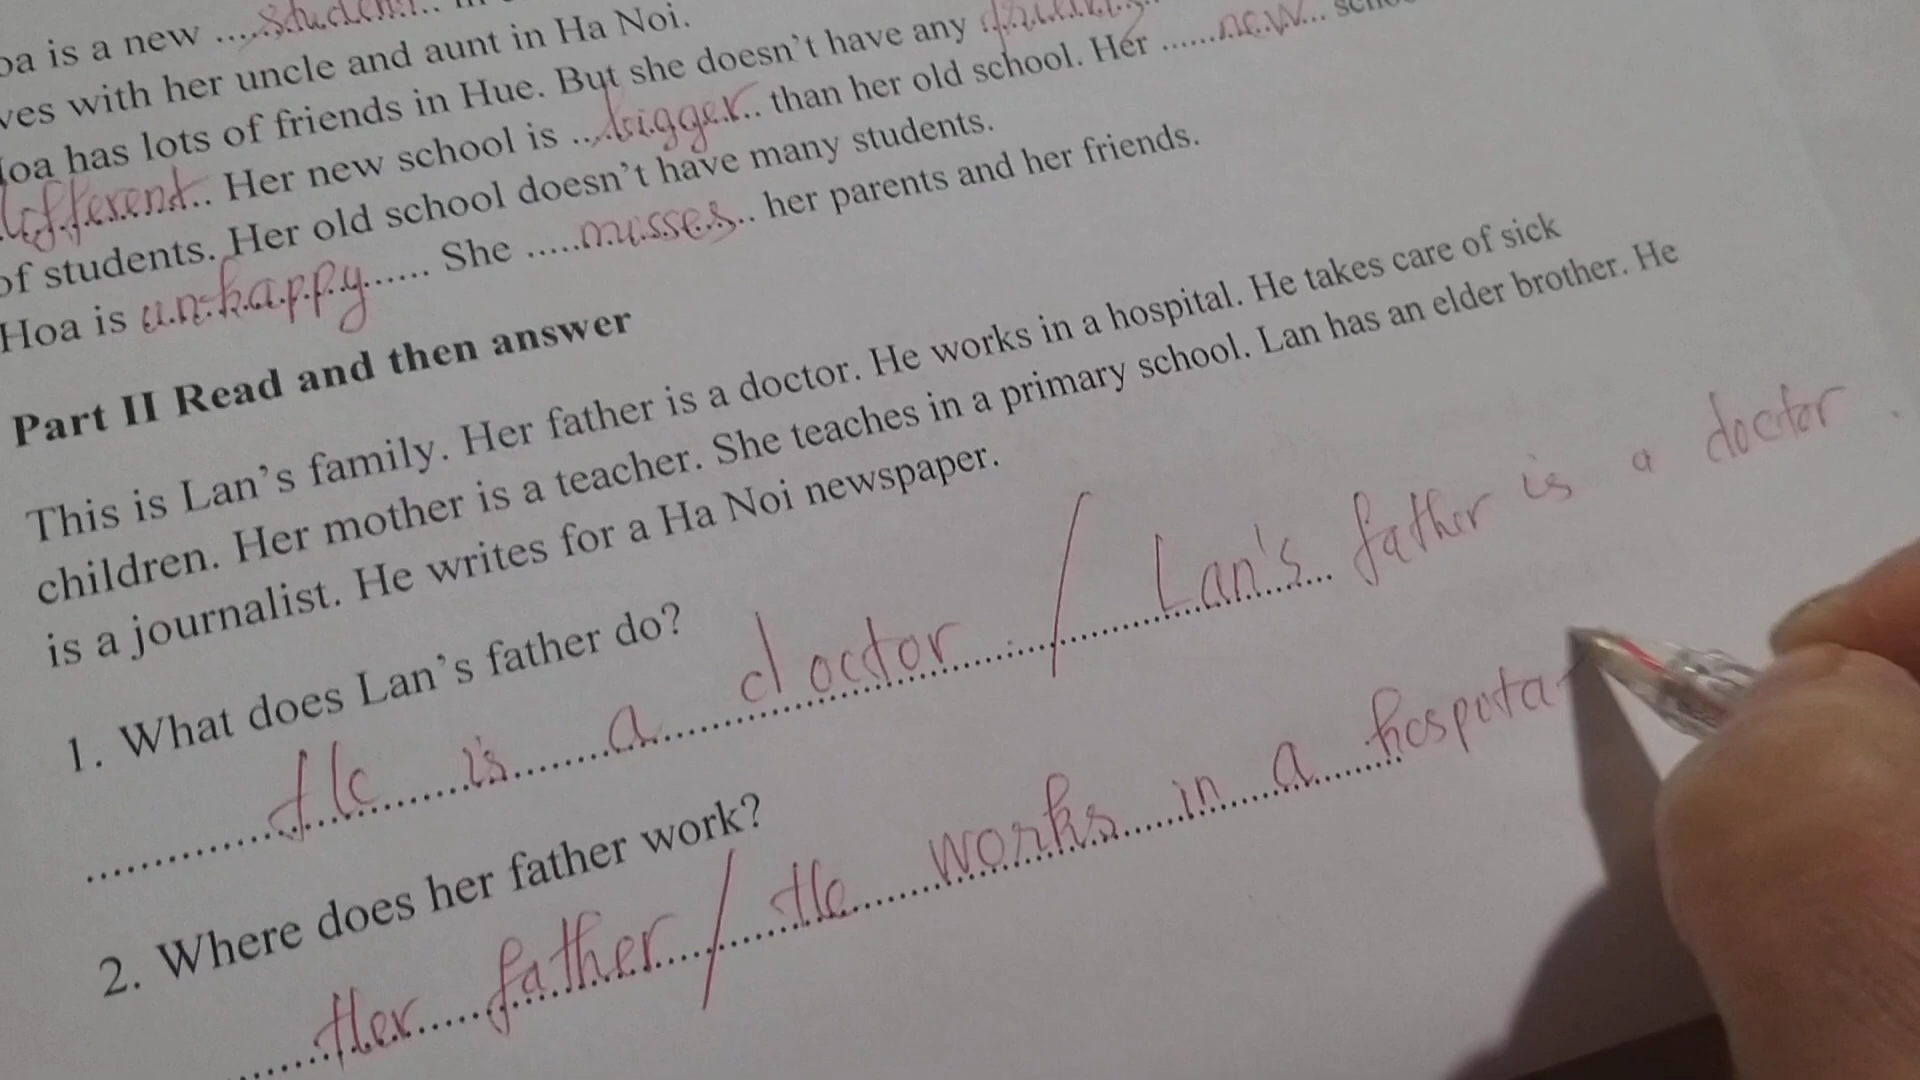 oa is a new ....student.. in
ves with her uncle and aunt in Ha Noi.
Hoa has lots of friends in Hue. But she doesn't have any
different.. Her new school is ..bigger.. than her old school. Her ......new...
of students. Her old school doesn't have many students.
Hoa is unhappy...... She .....misses.. her parents and her friends.
Part II Read and then answer
This is Lan's family. Her father is a doctor. He works in a hospital. He takes care of sick
children. Her mother is a teacher. She teaches in a primary school. Lan has an elder brother. He
is a journalist. He writes for a Ha Noi newspaper.
1. What does Lan's father do?
He is a doctor / Lan's father is a doctor.
2. Where does her father work?
Her father / He works in a hospita